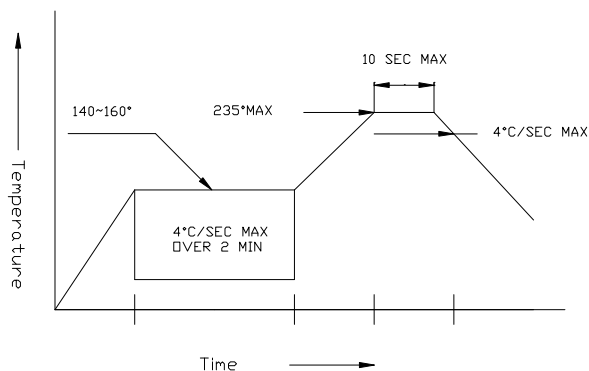 10 SEC MAX
140~160°
235°MAX
4°C/SEC MAX
4°C/SEC MAX
OVER 2 MIN
Temperature
Time